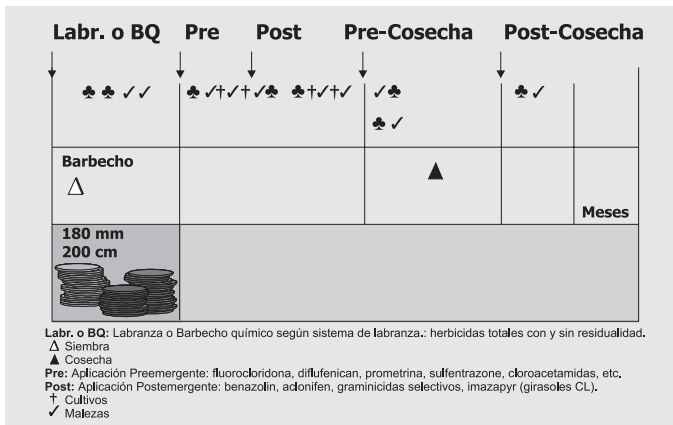 Labr. o BQ Pre Post Pre-Cosecha Post-Cosecha
♣ ♣ ✓✓ ♣ ✓†✓† ✓♣ ♣†✓†✓ ✓♣ ♣✓
♣ ✓
Barbecho
Δ ▲
Meses
180 mm
200 cm
Labr. o BQ: Labranza o Barbecho químico según sistema de labranza.: herbicidas totales con y sin residualidad.
Δ Siembra
▲ Cosecha
Pre: Aplicación Preemergente: fluorocloridona, diflufenican, prometrina, sulfentrazone, cloroacetamidas, etc.
Post: Aplicación Postemergente: benazolin, aclonifen, graminicidas selectivos, imazapyr (girasoles CL).
† Cultivos
✓ Malezas